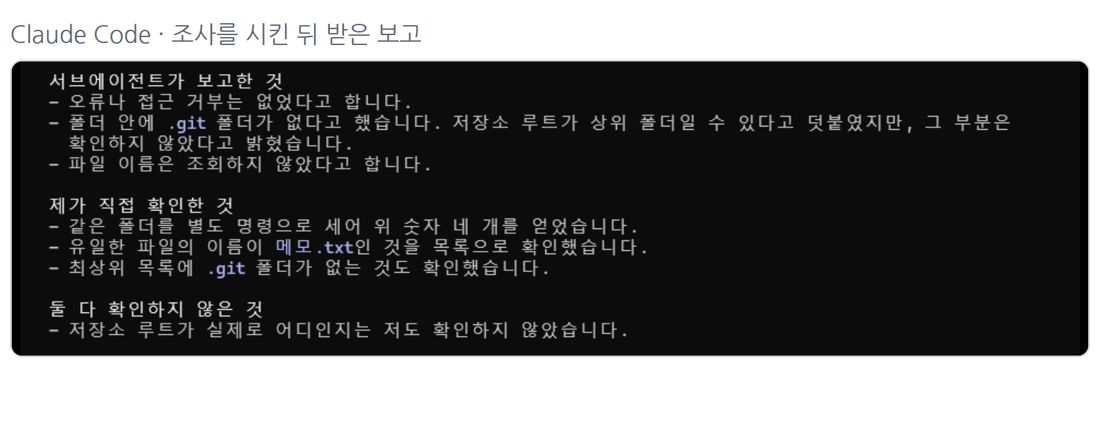 Claude Code · 조사를 시킨 뒤 받은 보고
서브에이전트가 보고한 것
- 오류나 접근 거부는 없었다고 합니다.
- 폴더 안에 .git 폴더가 없다고 했습니다. 저장소 루트가 상위 폴더일 수 있다고 덧붙였지만, 그 부분은
확인하지 않았다고 밝혔습니다.
- 파일 이름은 조회하지 않았다고 합니다.
제가 직접 확인한 것
- 같은 폴더를 별도 명령으로 세어 위 숫자 네 개를 얻었습니다.
- 유일한 파일의 이름이 메모.txt인 것을 목록으로 확인했습니다.
- 최상위 목록에 .git 폴더가 없는 것도 확인했습니다.
둘 다 확인하지 않은 것
- 저장소 루트가 실제로 어디인지는 저도 확인하지 않았습니다.